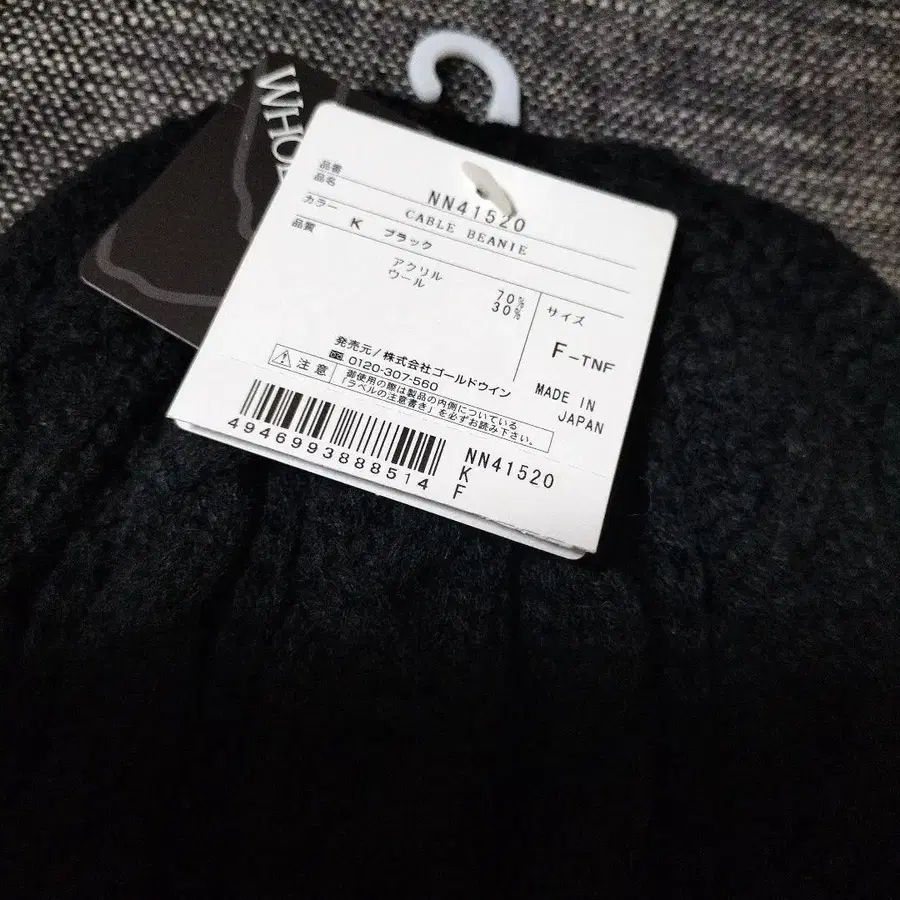 WHO
品番 NN41520
品名 CABLE BEANIE
カラー K ブラック
品質 アクリル 70%
ウール 30%
サイズ
F-TNF
発売元/株式会社ゴールドウイン
0120-307-560
注意 御使用の際は製品の内側についている
「ラベルの注意書き」を必ずお読み下さい。
MADE IN
JAPAN
4946993888514
NN41520
K
F